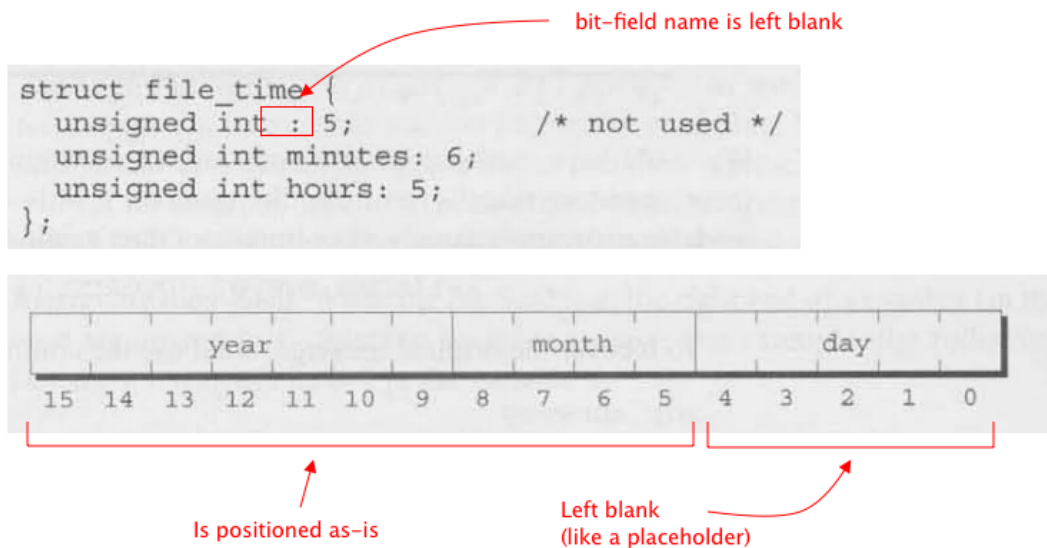 bit-field name is left blank
struct file_time {
unsigned int : 5; /* not used */
unsigned int minutes: 6;
unsigned int hours: 5;
};
year month day
15 14 13 12 11 10 9 8 7 6 5 4 3 2 1 0
Is positioned as-is
Left blank
(like a placeholder)